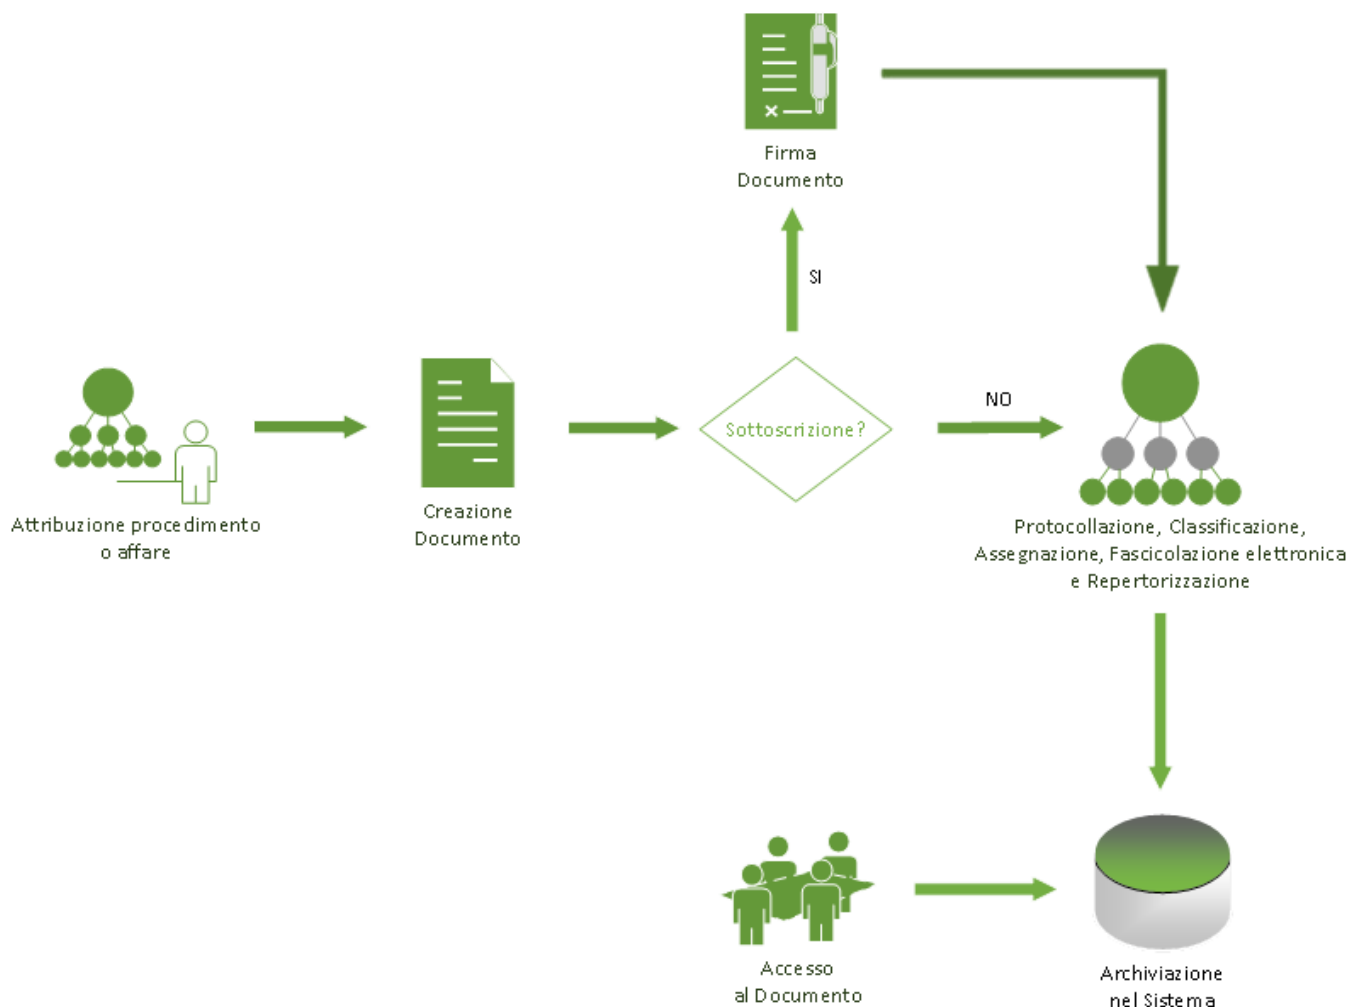 Firma
Documento
SI
NO
Sottoscrizione?
Attribuzione procedimento
o affare
Creazione
Documento
Protocollazione, Classificazione,
Assegnazione, Fascicolazione elettronica
e Repertorizzazione
Accesso
al Documento
Archiviazione
nel Sistema